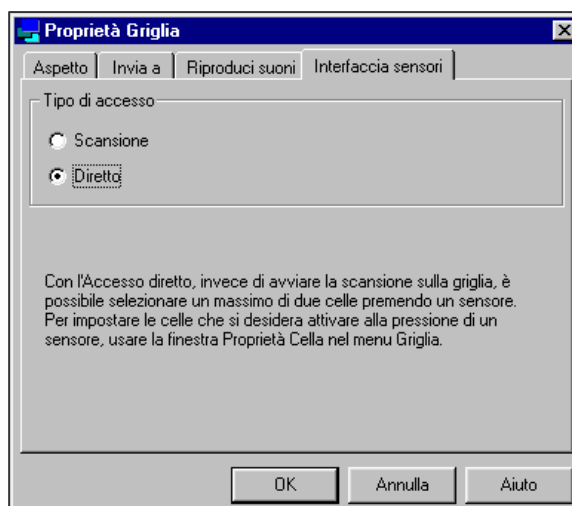 Proprietà Griglia
Aspetto Invia a Riproduci suoni Interfaccia sensori
Tipo di accesso
Scansione
Diretto
Con l'Accesso diretto, invece di avviare la scansione sulla griglia, è
possibile selezionare un massimo di due celle premendo un sensore.
Per impostare le celle che si desidera attivare alla pressione di un
sensore, usare la finestra Proprietà Cella nel menu Griglia.
OK Annulla Aiuto